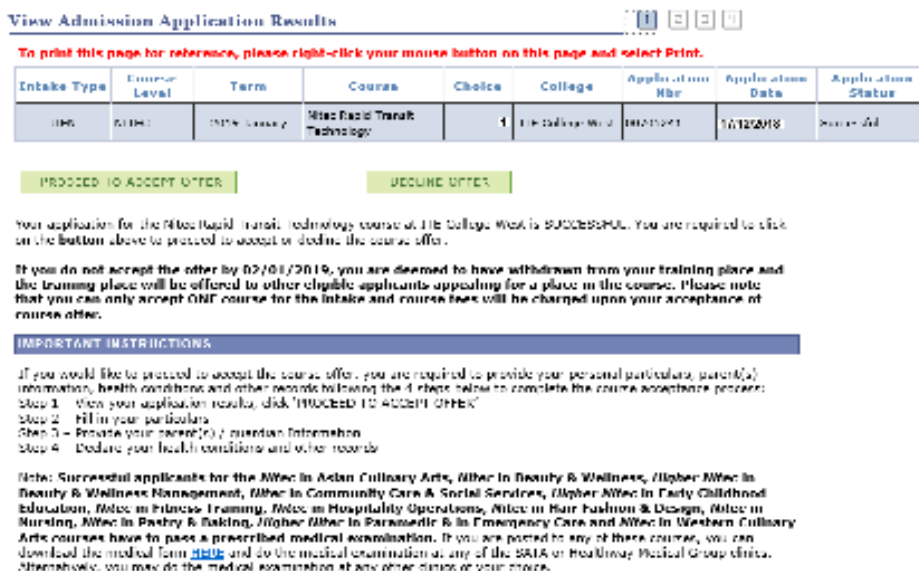 View Admission Application Results 1 2 3 4
To print this page for reference, please right-click your mouse button on this page and select Print.
Intake Type Course Level Term Course Choice College Application Nbr Application Date Application Status
NITEC January Nitec Rapid Transit Technology 1 ITE College West 17/12/2018 Successful
PROCEED TO ACCEPT OFFER DECLINE OFFER
Your application for the Nitec Rapid Transit Technology course at ITE College West is SUCCESSFUL. You are required to click
on the button above to proceed to accept or decline the course offer.
If you do not accept the offer by 02/01/2019, you are deemed to have withdrawn from your training place and
the training place will be offered to other eligible applicants appealing for a place in the course. Please note
that you can only accept ONE course for the intake and course fees will be charged upon your acceptance of
course offer.
IMPORTANT INSTRUCTIONS
If you would like to proceed to accept the course offer, you are required to provide your personal particulars, parent(s)
information, health conditions and other records following the 4 steps below to complete the course acceptance process:
Step 1 – View your application results, click 'PROCEED TO ACCEPT OFFER'
Step 2 – Fill in your particulars
Step 3 – Provide your parent(s) / guardian Information
Step 4 – Declare your health conditions and other records
Note: Successful applicants for the Nitec in Asian Culinary Arts, Nitec in Beauty & Wellness, Higher Nitec in
Beauty & Wellness Management, Nitec in Community Care & Social Services, Higher Nitec in Early Childhood
Education, Nitec in Fitness Training, Nitec in Hospitality Operations, Nitec in Hair Fashion & Design, Nitec in
Nursing, Nitec in Pastry & Baking, Higher Nitec in Paramedic & in Emergency Care and Nitec in Western Culinary
Arts courses have to pass a prescribed medical examination. If you are posted to any of these courses, you can
download the medical form HERE and do the medical examination at any of the SATA or Healthway Medical Group clinics.
Alternatively, you may do the medical examination at any other clinics of your choice.